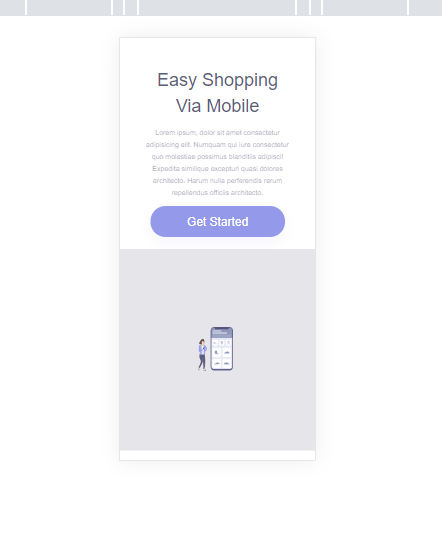 Easy Shopping
Via Mobile
Lorem ipsum, dolor sit amet consectetur
adipisicing elit. Numquam qui iure consectetur
quo molestiae possimus blanditiis adipisci!
Expedita similique excepturi quasi dolores
architecto. Harum nulla perferendis rerum
repellendus officiis architecto.
Get Started